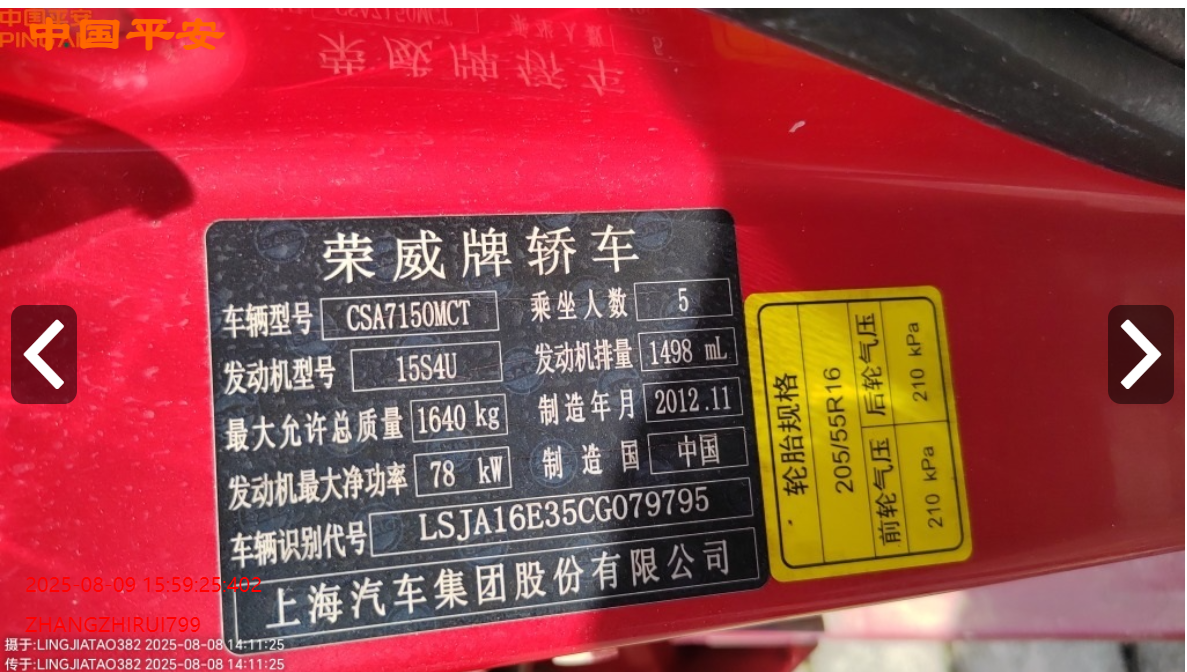 中国平安
PING AN
中国平安
荣威牌轿车
车辆型号 CSA7150MCT 乘坐人数 5
发动机型号 15S4U 发动机排量 1498 mL
最大允许总质量 1640 kg 制造年月 2012.11
发动机最大净功率 78 kW 制造国 中国
车辆识别代号 LSJA16E35CG079795
上海汽车集团股份有限公司
轮胎规格 205/55R16
前轮气压 210 kPa 后轮气压 210 kPa
2025-08-09 15:59:25:402
ZHANGZHIRUI799
摄于:LINGJIATAO382 2025-08-08 14:11:25
传于:LINGJIATAO382 2025-08-08 14:11:25